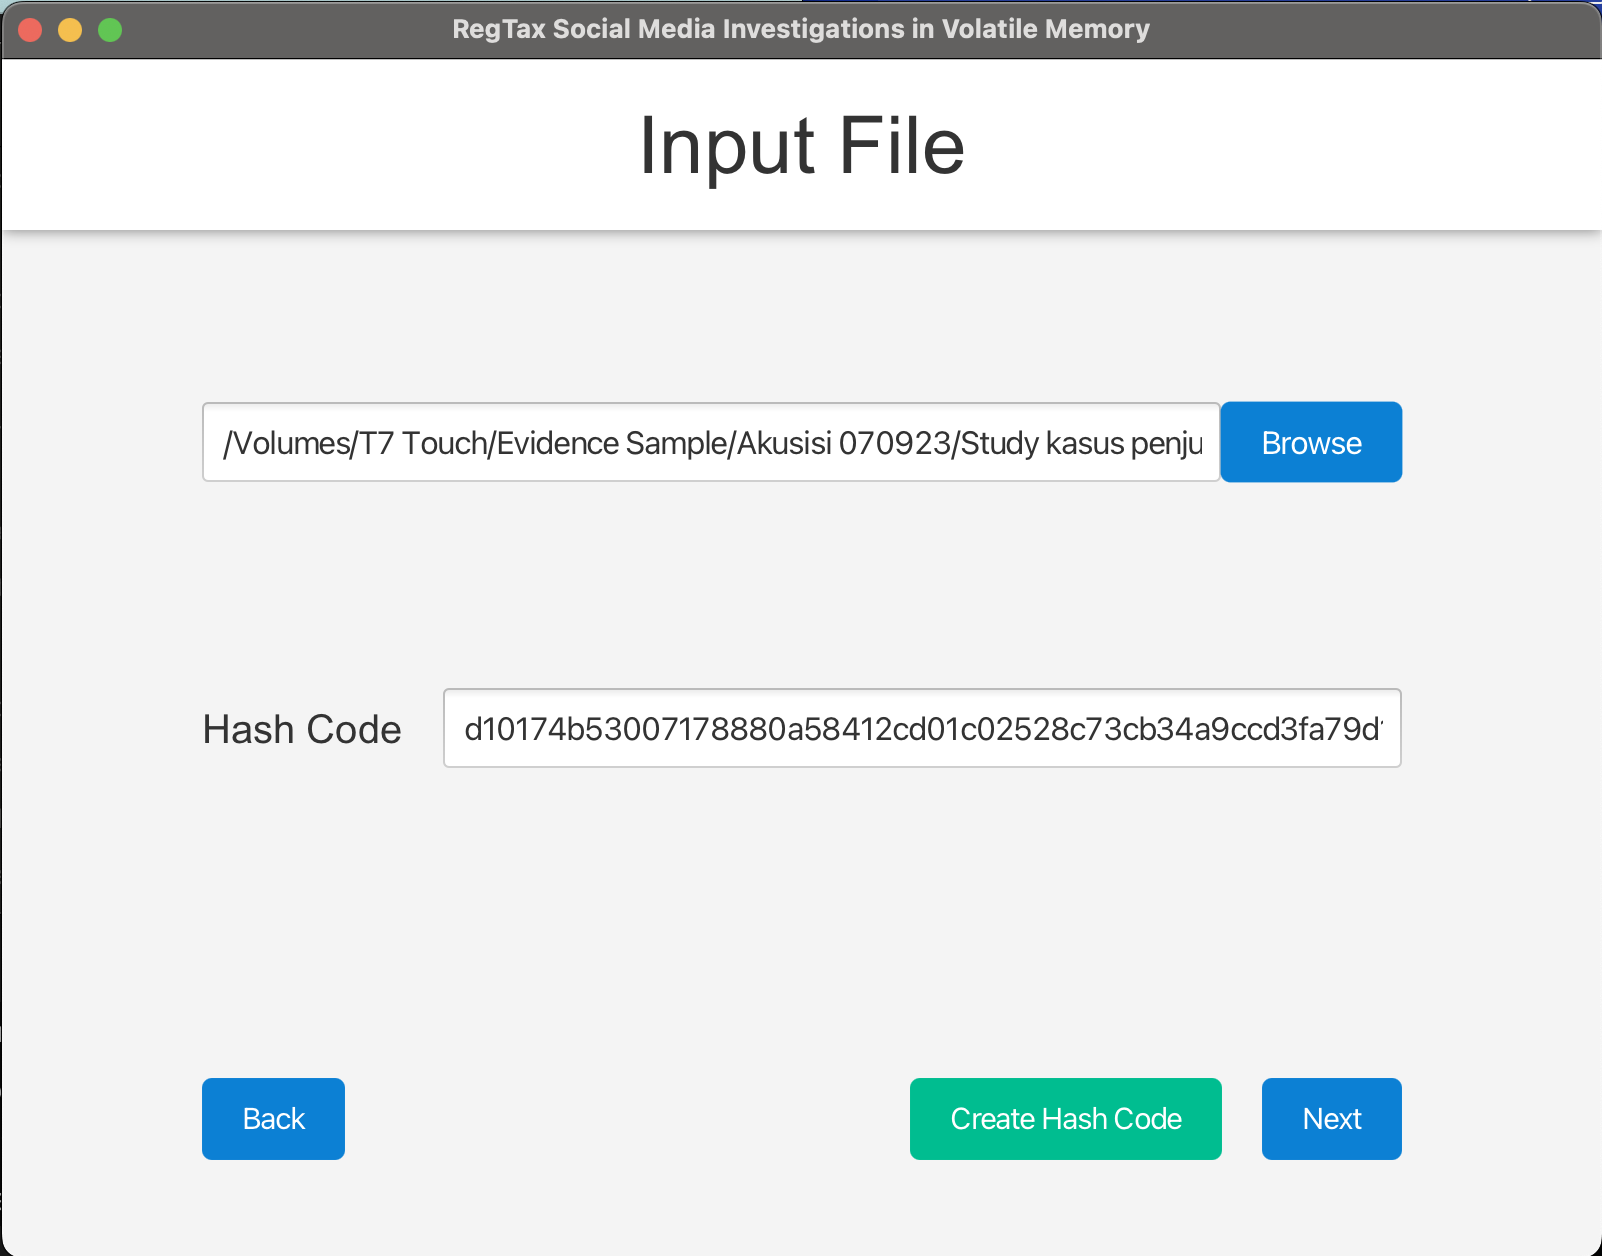 RegTax Social Media Investigations in Volatile Memory
Input File
/Volumes/T7 Touch/Evidence Sample/Akusisi 070923/Study kasus penju
Browse
Hash Code
d10174b53007178880a58412cd01c02528c73cb34a9ccd3fa79d
Back
Create Hash Code
Next